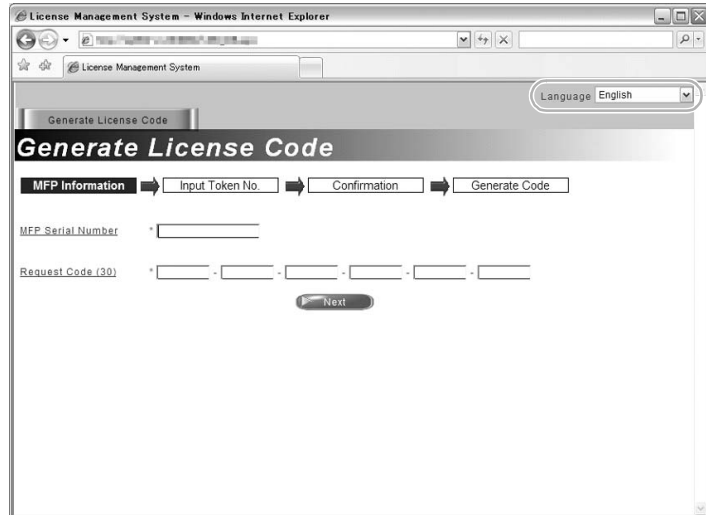 License Management System - Windows Internet Explorer
License Management System
Language English
Generate License Code
Generate License Code
MFP Information Input Token No. Confirmation Generate Code
MFP Serial Number *
Request Code (30) * - - - - -
Next